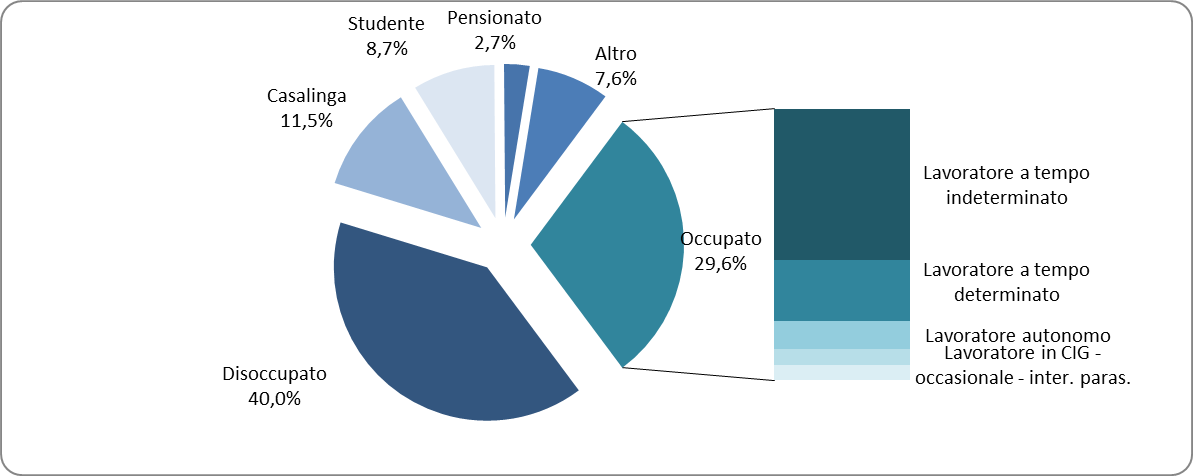 Studente
8,7%
Pensionato
2,7%
Altro
7,6%
Casalinga
11,5%
Occupato
29,6%
Disoccupato
40,0%
Lavoratore a tempo
indeterminato
Lavoratore a tempo
determinato
Lavoratore autonomo
Lavoratore in CIG -
occasionale - inter. paras.